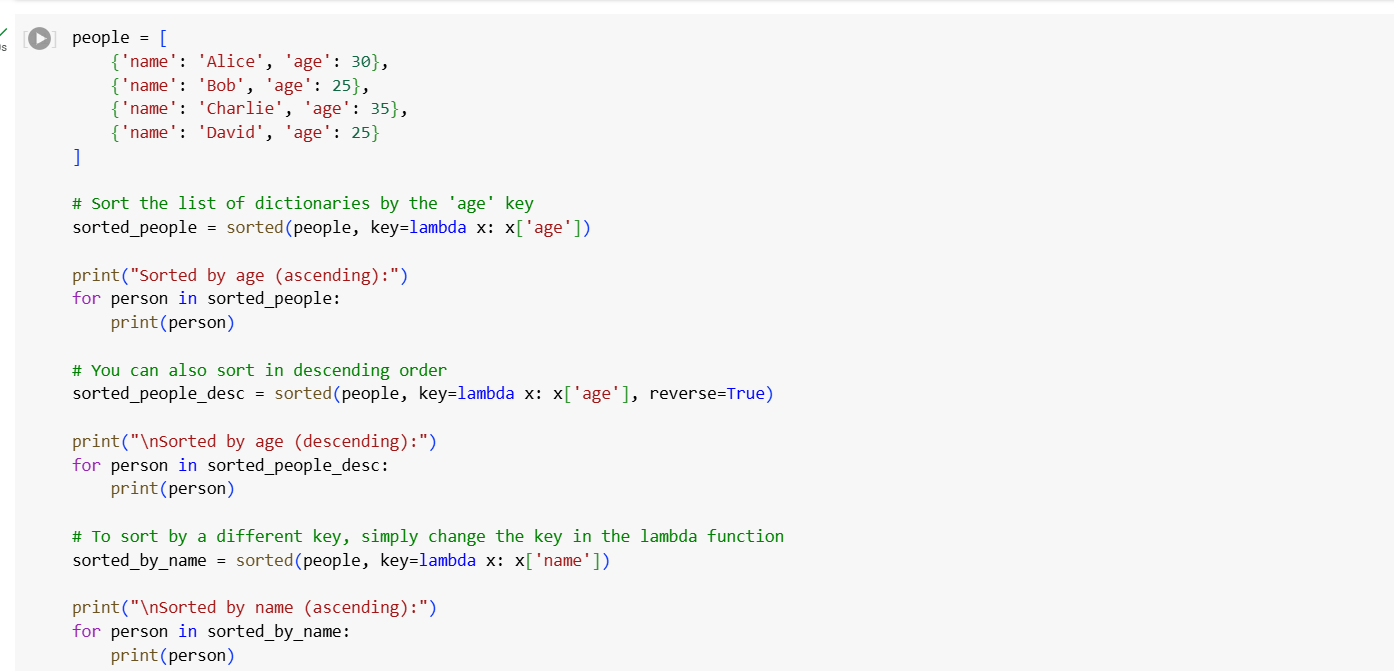 people = [
    {'name': 'Alice', 'age': 30},
    {'name': 'Bob', 'age': 25},
    {'name': 'Charlie', 'age': 35},
    {'name': 'David', 'age': 25}
]
# Sort the list of dictionaries by the 'age' key
sorted_people = sorted(people, key=lambda x: x['age'])
print("Sorted by age (ascending):")
for person in sorted_people:
    print(person)
# You can also sort in descending order
sorted_people_desc = sorted(people, key=lambda x: x['age'], reverse=True)
print("\nSorted by age (descending):")
for person in sorted_people_desc:
    print(person)
# To sort by a different key, simply change the key in the lambda function
sorted_by_name = sorted(people, key=lambda x: x['name'])
print("\nSorted by name (ascending):")
for person in sorted_by_name:
    print(person)